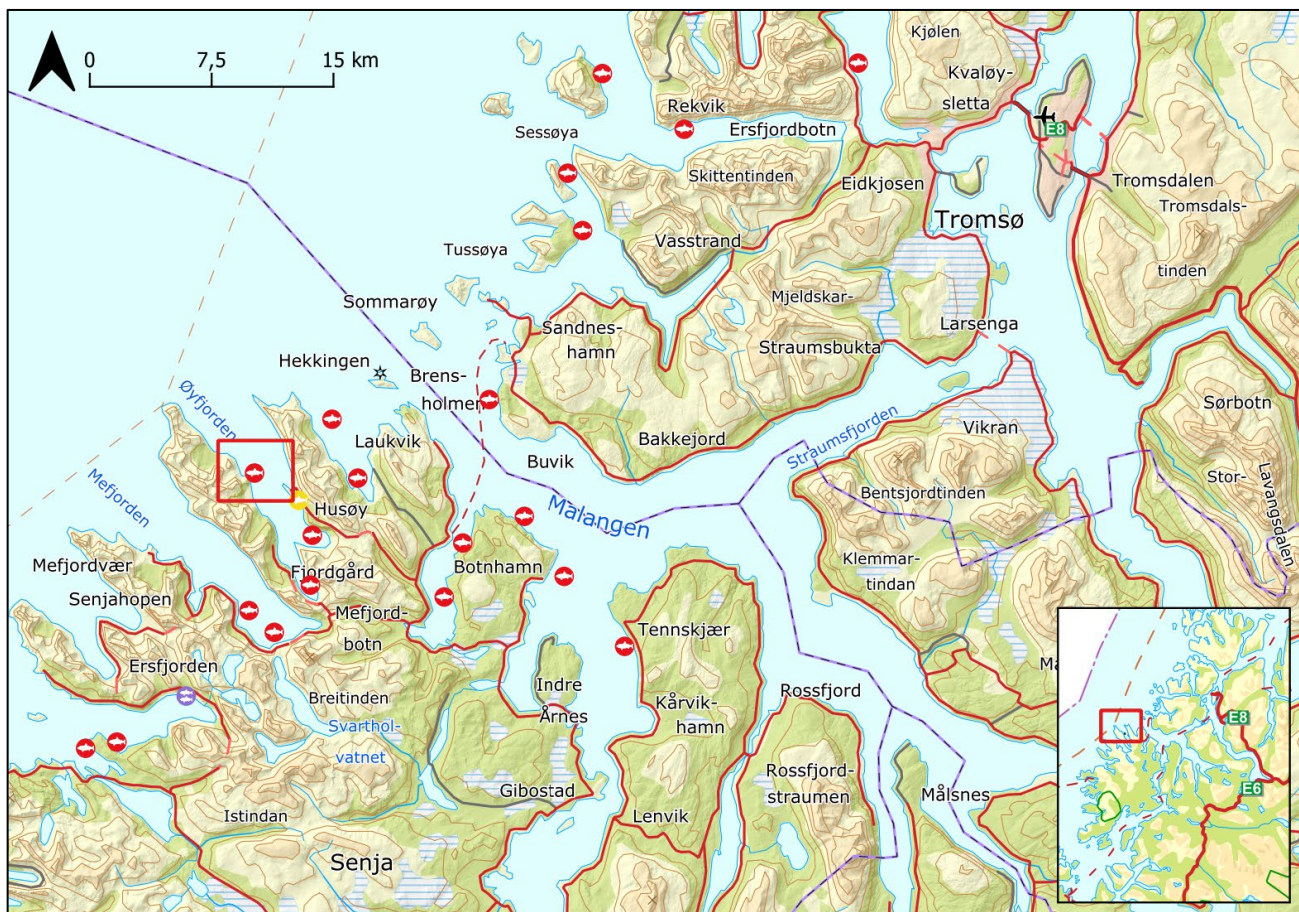 0
7,5
15 km
Kjølen
Kvaløy-
sletta
Rekvik
Ersfjordbotn
E8
Sessøya
Skittentinden
Eidkjosen
Tromsdalen
Tromsdals-
tinden
Tromsø
Vasstrand
Tussøya
Mjeldskar-
Sommarøy
Sandnes-
hamn
Straumsbukta
Larsenga
Hekkingen
Brens-
holmen
Øyfjorden
Laukvik
Bakkejord
Straumsfjorden
Vikran
Sørbotn
Buvik
Stor-
Lavangsdalen
Mefjorden
Husøy
Malangen
Bentsjordtinden
Klemmar-
tindan
Mefjordvær
Senjahopen
Fjordgård
Botnhamn
Mefjord-
botn
Tennskjær
Ersfjorden
Breitinden
Indre
Årnes
Kårvik-
hamn
Rossfjord
Svarthol-
vatnet
E8
E6
Gibostad
Rossfjord-
straumen
Målsnes
Istindan
Lenvik
Senja